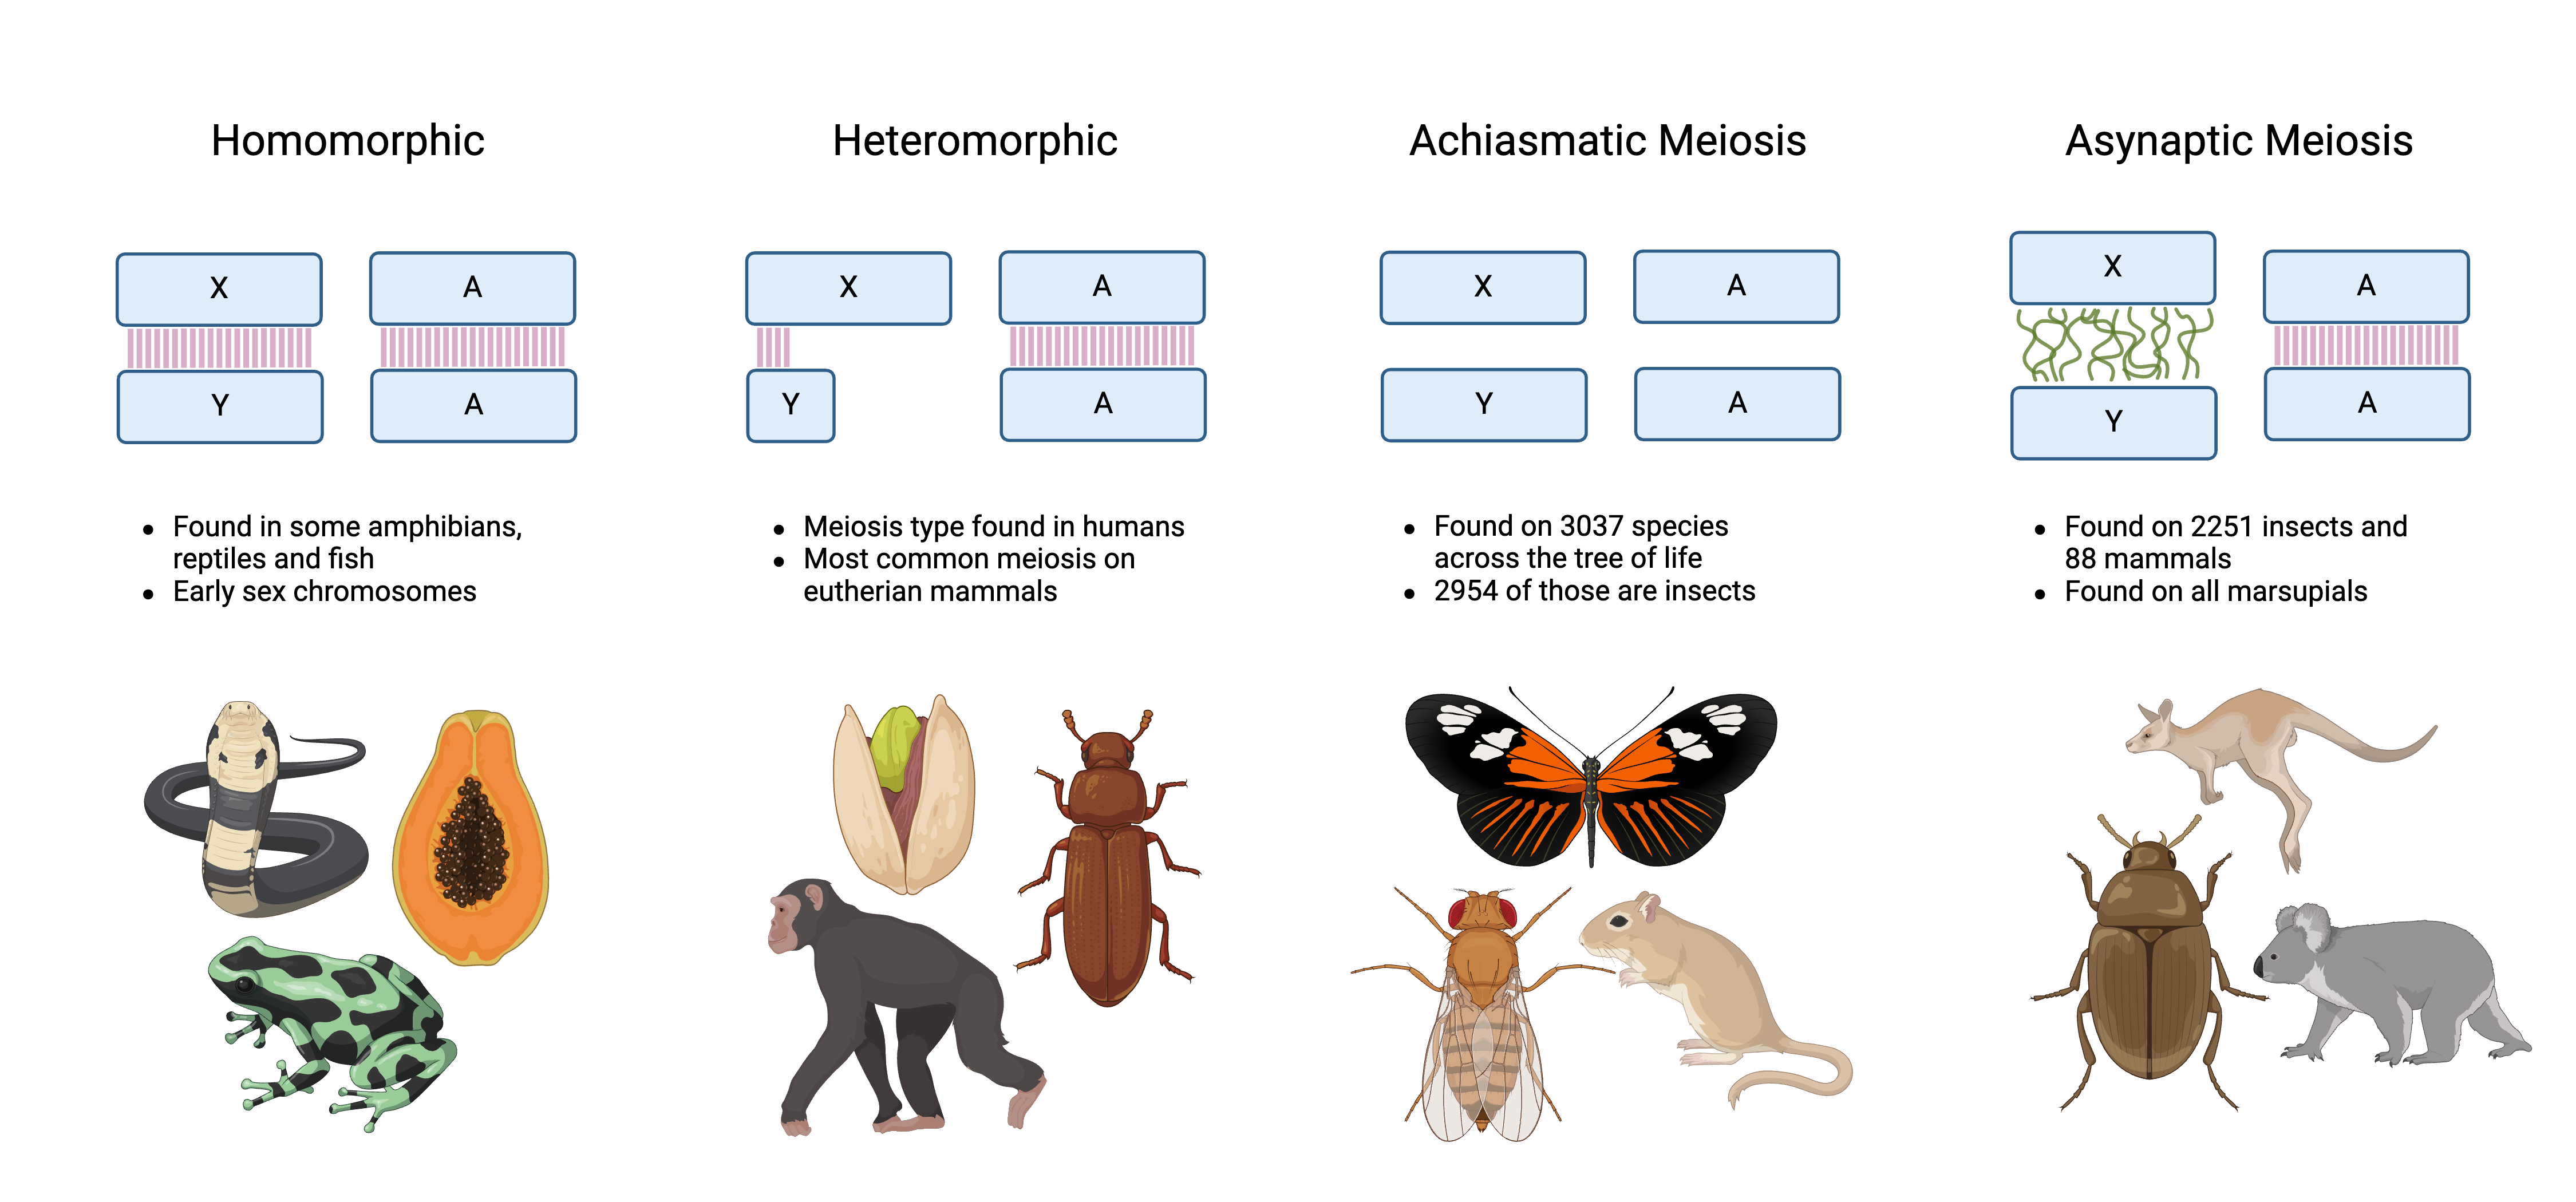 Homomorphic
X
A
Y
A
• Found in some amphibians,
reptiles and fish
• Early sex chromosomes
Heteromorphic
X
A
Y
A
• Meiosis type found in humans
• Most common meiosis on
eutherian mammals
Achiasmatic Meiosis
X
A
Y
A
• Found on 3037 species
across the tree of life
• 2954 of those are insects
Asynaptic Meiosis
X
A
Y
A
• Found on 2251 insects and
88 mammals
• Found on all marsupials